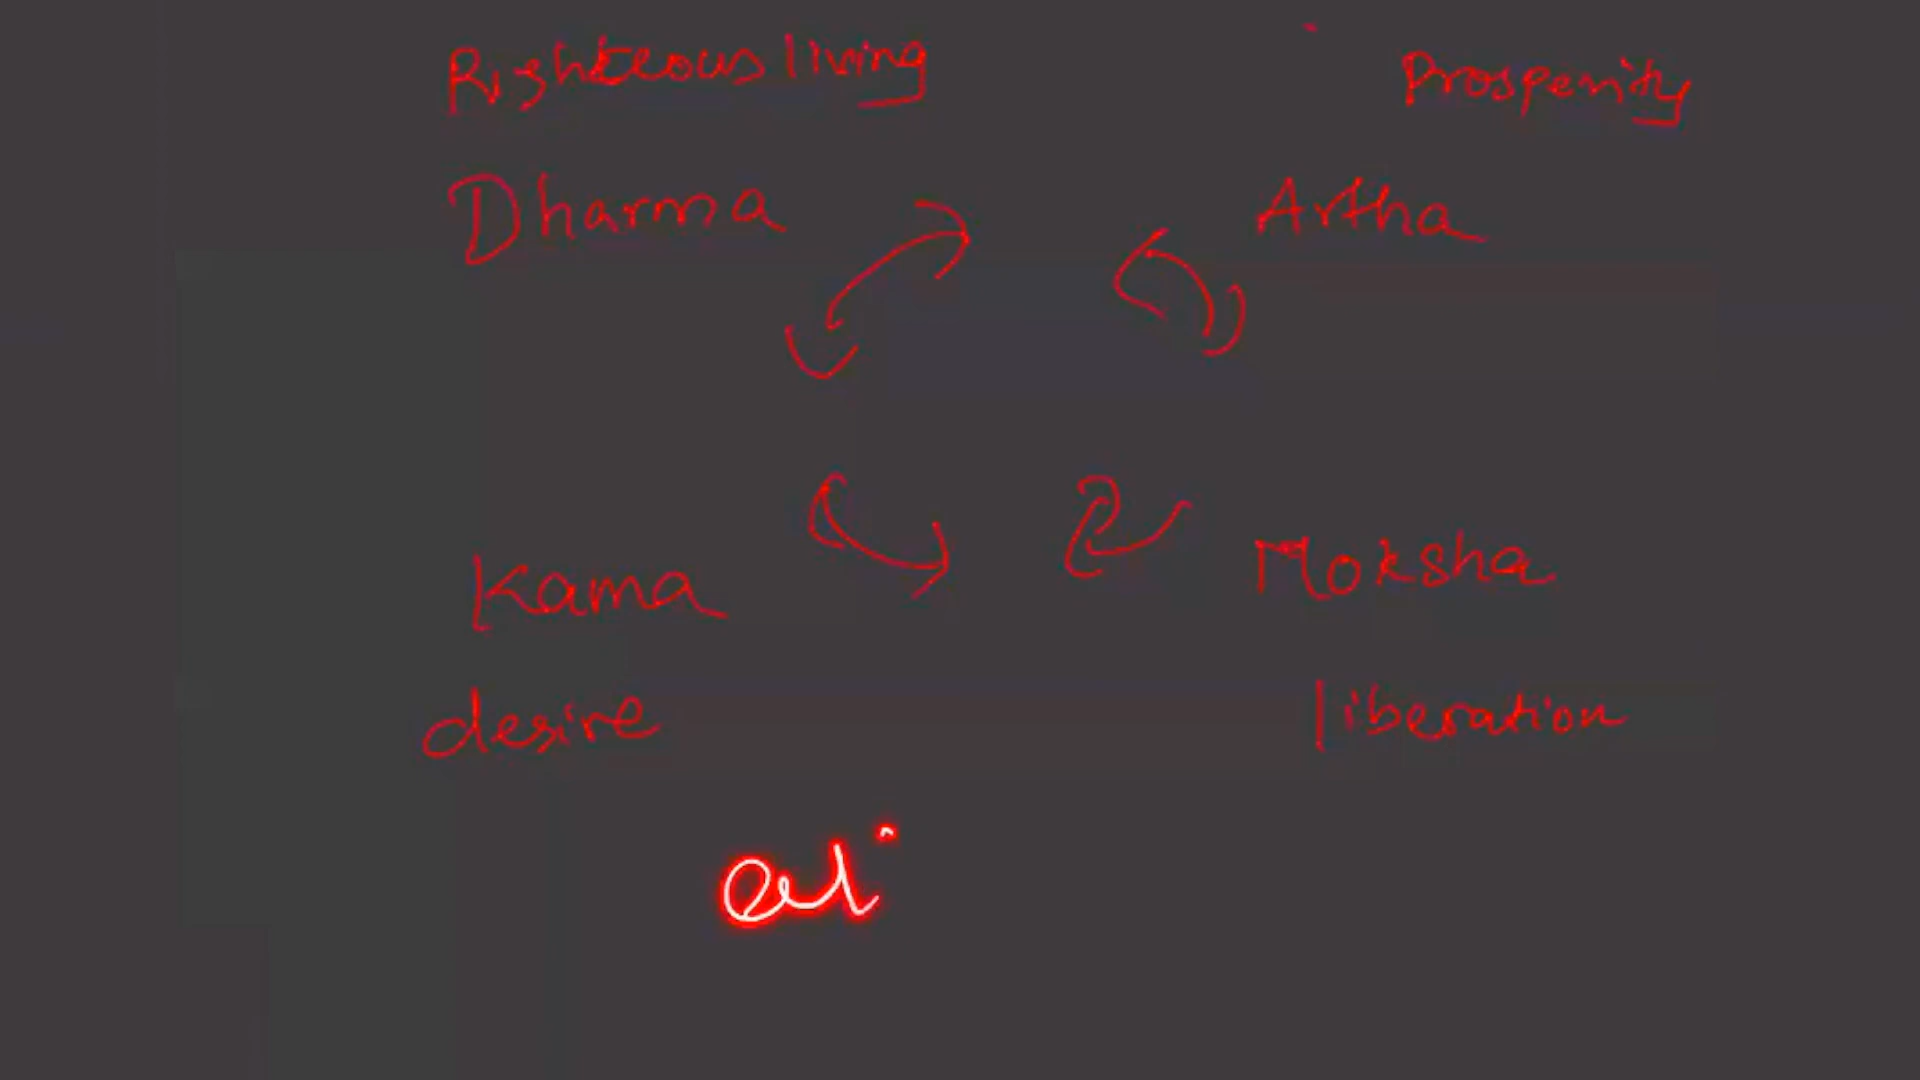 Righteous living Prosperity
Dharma Artha
Kama Moksha
desire liberation